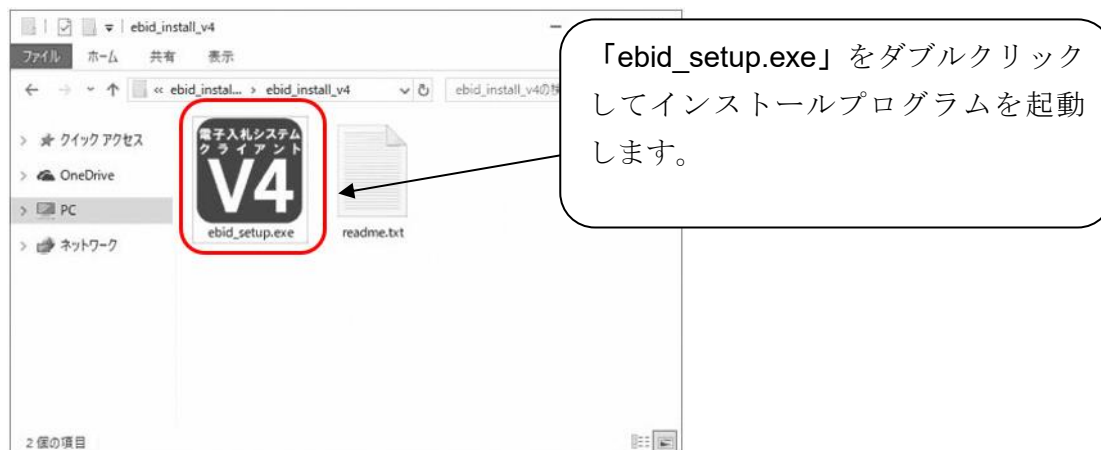 ebid_install_v4
ファイル ホーム 共有 表示
« ebid_instal... › ebid_install_v4
ebid_install_v4の
クイック アクセス
OneDrive
PC
ネットワーク
電子入札システム
クライアント
V4
ebid_setup.exe
readme.txt
2 個の項目
「ebid_setup.exe」をダブルクリック
してインストールプログラムを起動
します。